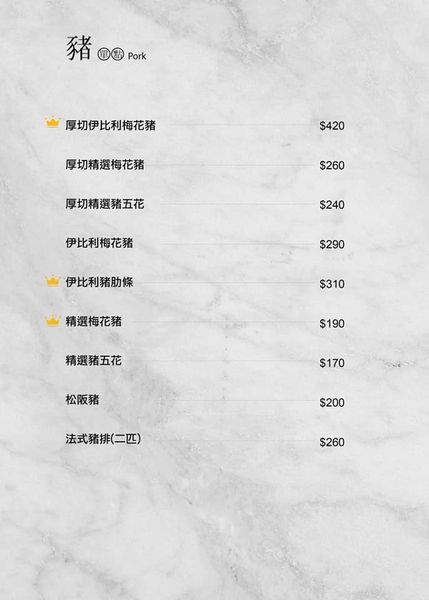 豬 單點 Pork
厚切伊比利梅花豬 $420
厚切精選梅花豬 $260
厚切精選豬五花 $240
伊比利梅花豬 $290
伊比利豬肋條 $310
精選梅花豬 $190
精選豬五花 $170
松阪豬 $200
法式豬排(二匹) $260